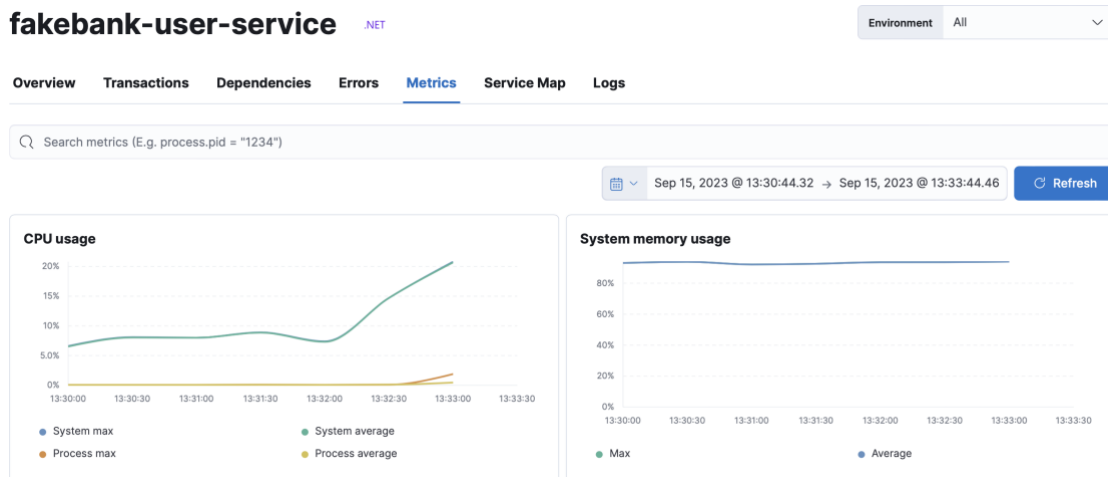 fakebank-user-service .NET
Environment All
Overview Transactions Dependencies Errors Metrics Service Map Logs
Search metrics (E.g. process.pid = "1234")
Sep 15, 2023 @ 13:30:44.32 → Sep 15, 2023 @ 13:33:44.46 Refresh
CPU usage
20%
15%
10%
5.0%
0%
13:30:00 13:30:30 13:31:00 13:31:30 13:32:00 13:32:30 13:33:00 13:33:30
System max System average
Process max Process average
System memory usage
80%
60%
40%
20%
0%
13:30:00 13:30:30 13:31:00 13:31:30 13:32:00 13:32:30 13:33:00 13:33:30
Max Average